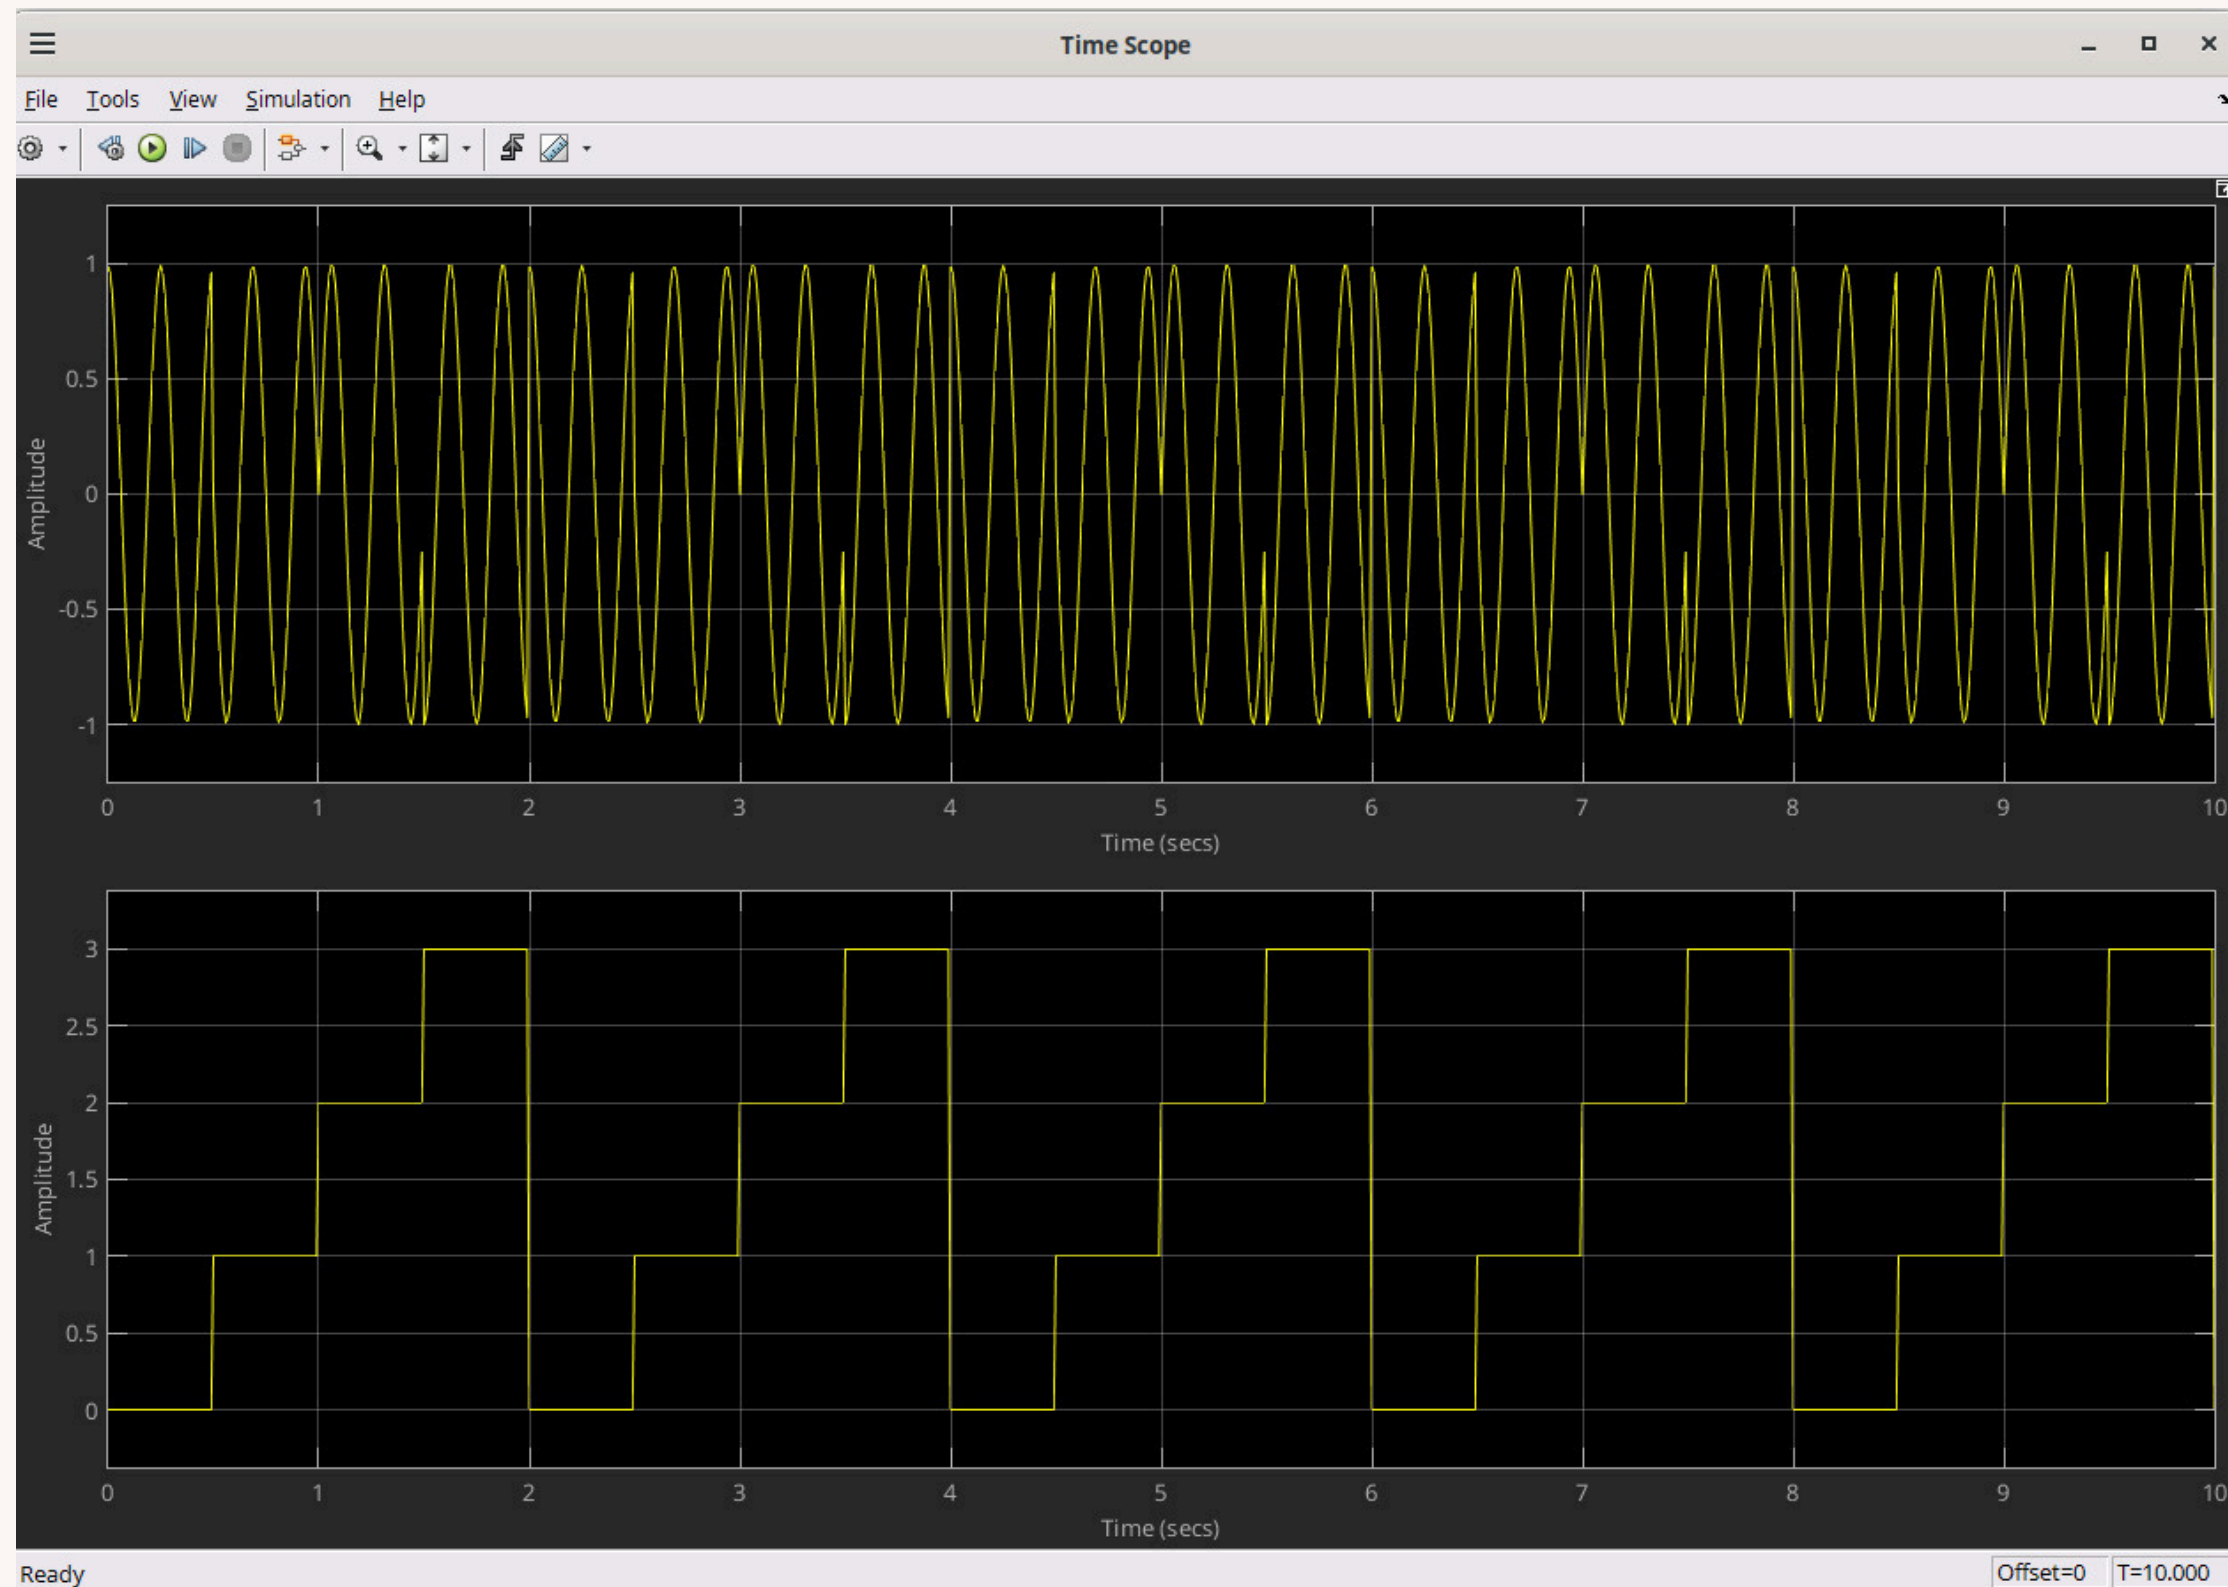 Time Scope
File Tools View Simulation Help
1
0.5
0
-0.5
-1
Amplitude
0 1 2 3 4 5 6 7 8 9 10
Time (secs)
3
2.5
2
1.5
1
0.5
0
Amplitude
0 1 2 3 4 5 6 7 8 9 10
Time (secs)
Ready Offset=0 T=10.000